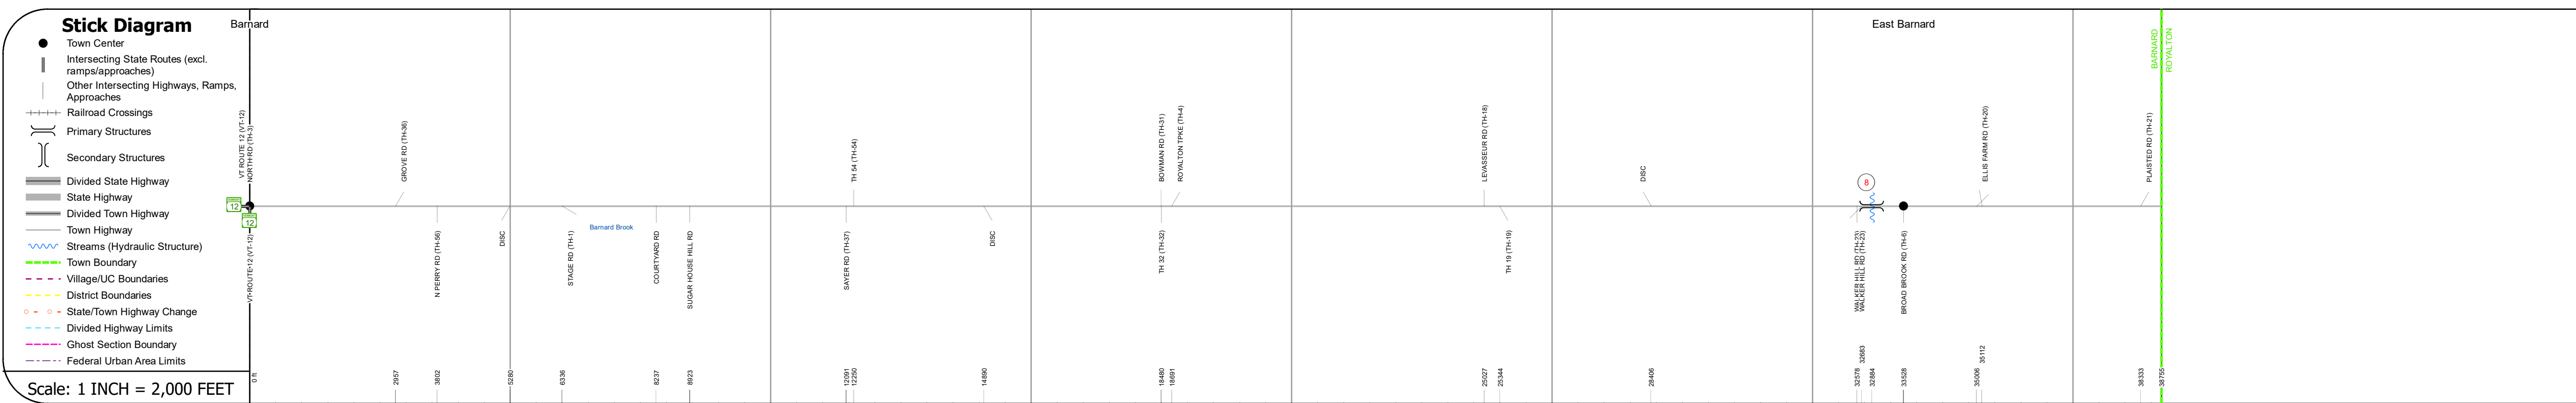 Stick Diagram
Town Center
Intersecting State Routes (excl.
ramps/approaches)
Other Intersecting Highways, Ramps,
Approaches
Railroad Crossings
Primary Structures
Secondary Structures
Divided State Highway
State Highway
Divided Town Highway
Town Highway
Streams (Hydraulic Structure)
Town Boundary
Village/UC Boundaries
District Boundaries
State/Town Highway Change
Divided Highway Limits
Ghost Section Boundary
Federal Urban Area Limits
Scale: 1 INCH = 2,000 FEET
Barnard
East Barnard
BARNARD
ROYALTON
VT ROUTE 12 (VT-12)
NORTH RD (TH-3)
GROVE RD (TH-36)
TH 54 (TH-54)
BOWMAN RD (TH-31)
ROYALTON TPKE (TH-4)
LEVASSEUR RD (TH-18)
DISC
8
ELLIS FARM RD (TH-20)
PLAISTED RD (TH-21)
12
12
VT ROUTE 12 (VT-12)
N PERRY RD (TH-56)
DISC
STAGE RD (TH-1)
Barnard Brook
COURTYARD RD
SUGAR HOUSE HILL RD
SAYER RD (TH-37)
DISC
TH 32 (TH-32)
TH 19 (TH-19)
WALKER HILL RD (TH-23)
WALKER HILL RD (TH-23)
BROAD BROOK RD (TH-6)
0 ft
2957
3802
5280
6336
8237
8923
12091
12250
14890
18480
18691
25027
25344
28406
32578
32683
32884
33528
35006
35112
38333
38755